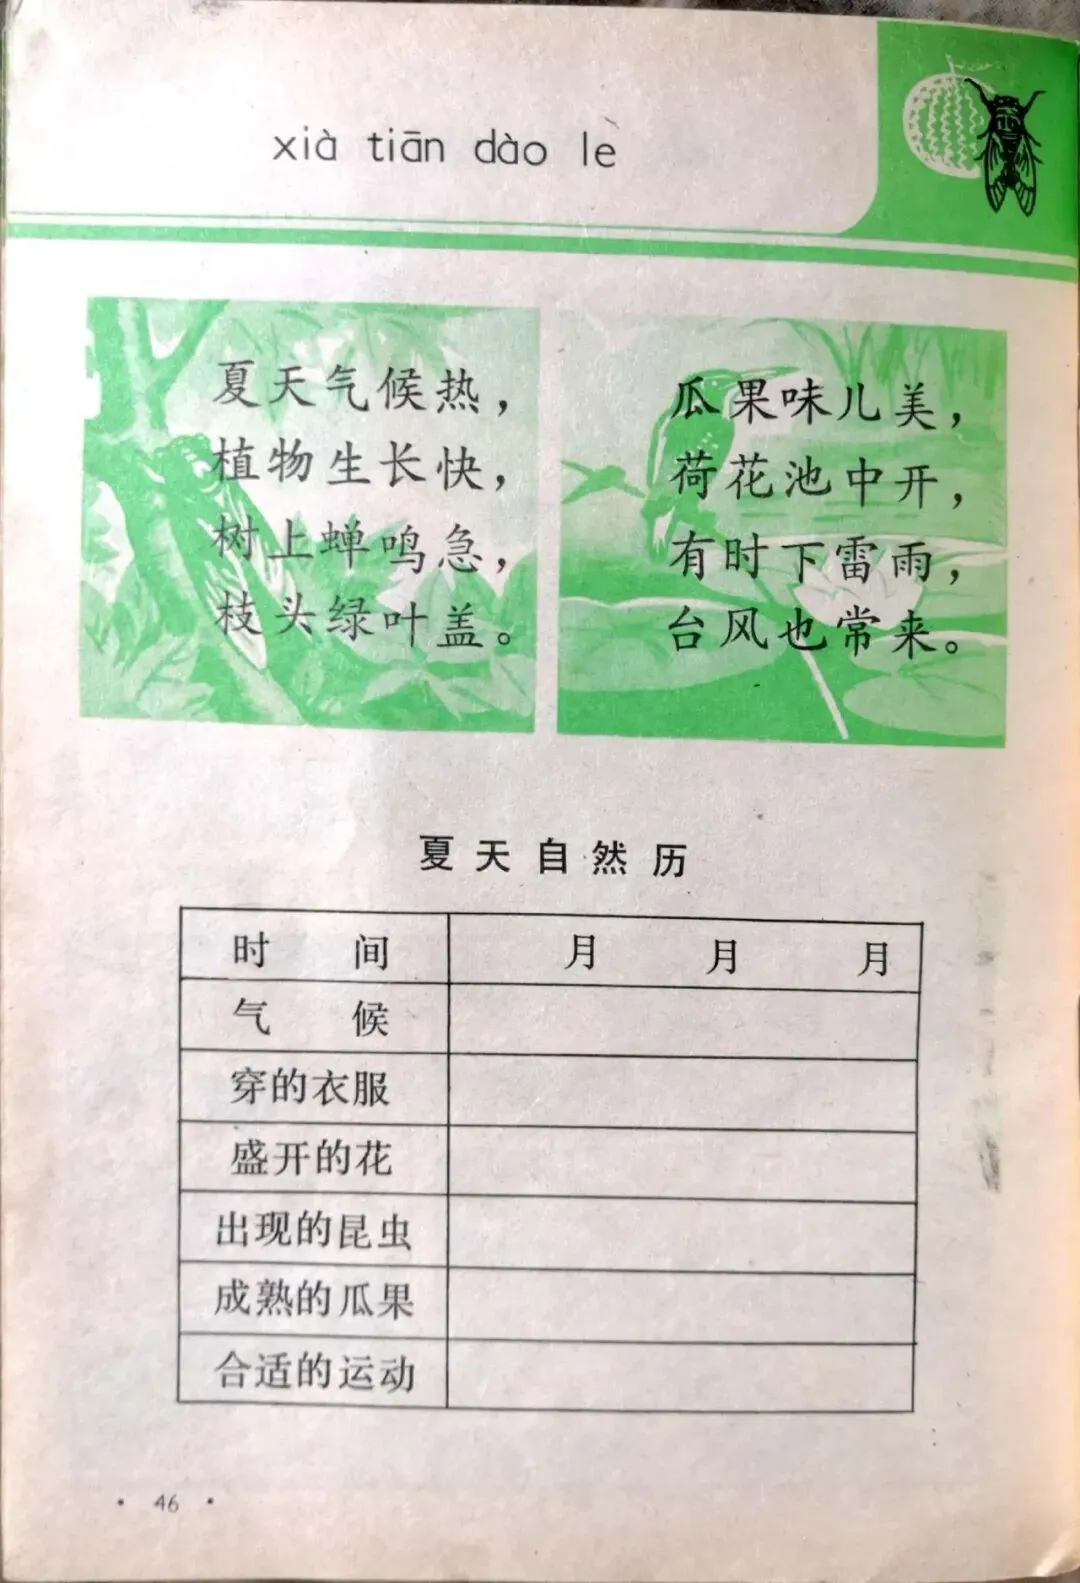 xià tiān dào le
夏天气候热，
植物生长快，
树上蝉鸣急，
枝头绿叶盖。
瓜果味儿美，
荷花池中开，
有时下雷雨，
台风也常来。
夏天自然历
时间 月 月 月
气候
穿的衣服
盛开的花
出现的昆虫
成熟的瓜果
合适的运动
· 46 ·